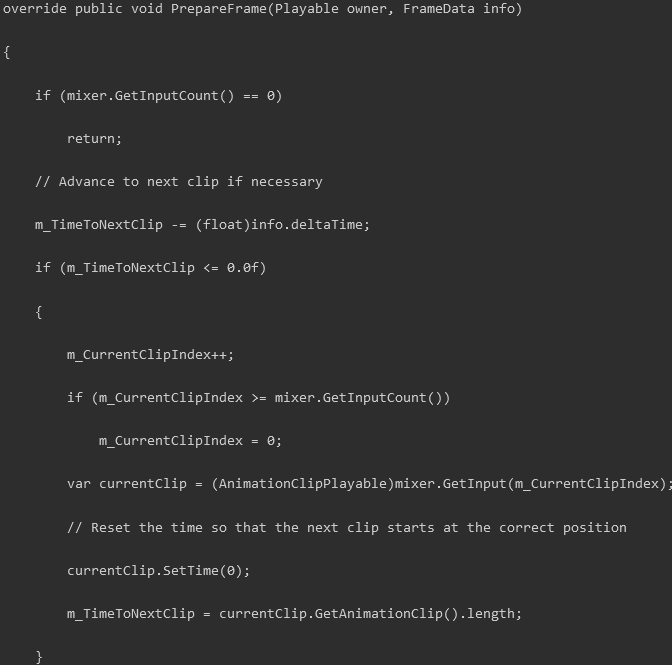 override public void PrepareFrame(Playable owner, FrameData info)
{
if (mixer.GetInputCount() == 0)
return;
// Advance to next clip if necessary
m_TimeToNextClip -= (float)info.deltaTime;
if (m_TimeToNextClip <= 0.0f)
{
m_CurrentClipIndex++;
if (m_CurrentClipIndex >= mixer.GetInputCount())
m_CurrentClipIndex = 0;
var currentClip = (AnimationClipPlayable)mixer.GetInput(m_CurrentClipIndex);
// Reset the time so that the next clip starts at the correct position
currentClip.SetTime(0);
m_TimeToNextClip = currentClip.GetAnimationClip().length;
}